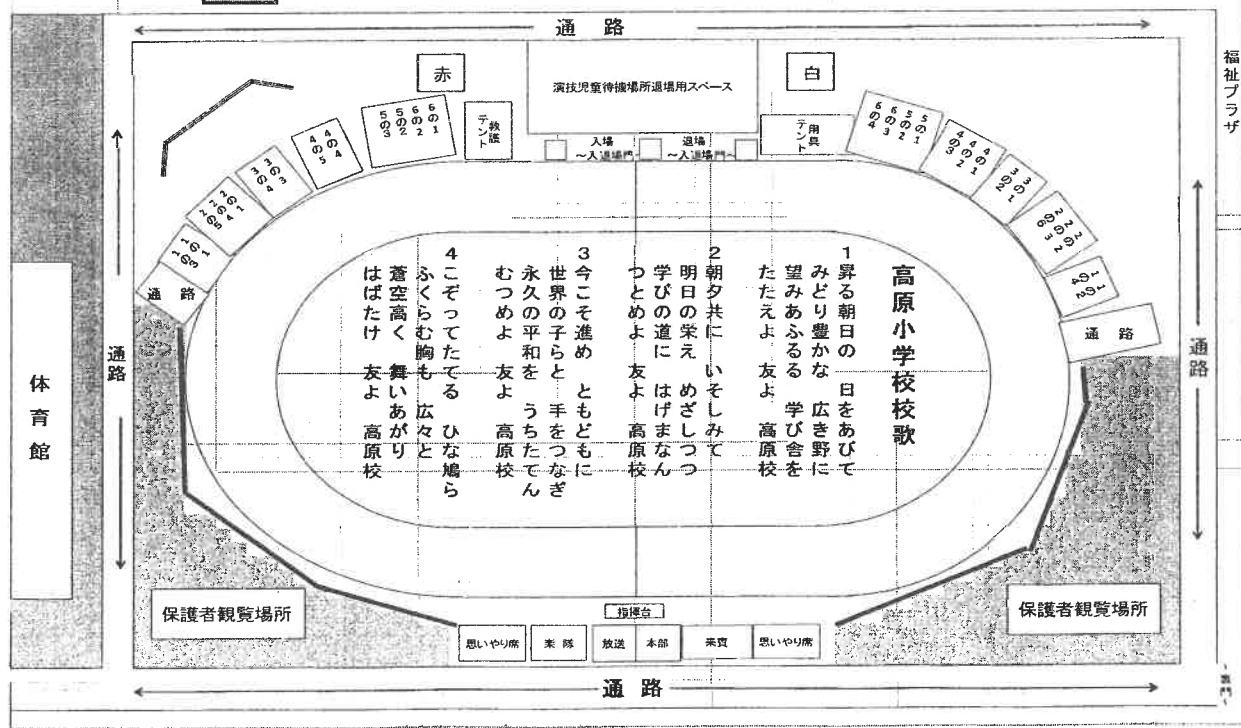 通路
福祉プラザ
赤
演技児童待機場所退場用スペース
白
救護テント
入場
~入退場門~
退場
~入退場門~
用具テント
6の1
6の2
5の2
5の3
4の4
4の5
3の3
3の4
2の1
2の4
2の5
1の1
1の3
通路
5の1
5の2
6の3
6の4
4の1
4の2
4の3
3の1
3の2
2の2
2の3
2の6
1の2
1の4
通路
高原小学校校歌
1昇る朝日の 日をあびて
みどり豊かな 広き野に
望みあふるる 学び舎を
たたえよ 友よ 高原校
2朝夕共に いそしみて
明日の栄え めざしつつ
学びの道に はげまなん
つとめよ 友よ 高原校
3今こそ進め ともどもに
世界の子らと 手をつなぎ
永久の平和を うちたてん
むつめよ 友よ 高原校
4こぞってたてる ひな鳩ら
ふくらむ胸も 広々と
蒼空高く 舞いあがり
はばたけ 友よ 高原校
通路
通路
体育館
保護者観覧場所
指揮台
保護者観覧場所
思いやり席
楽隊
放送
本部
来賓
思いやり席
通路
~裏門~